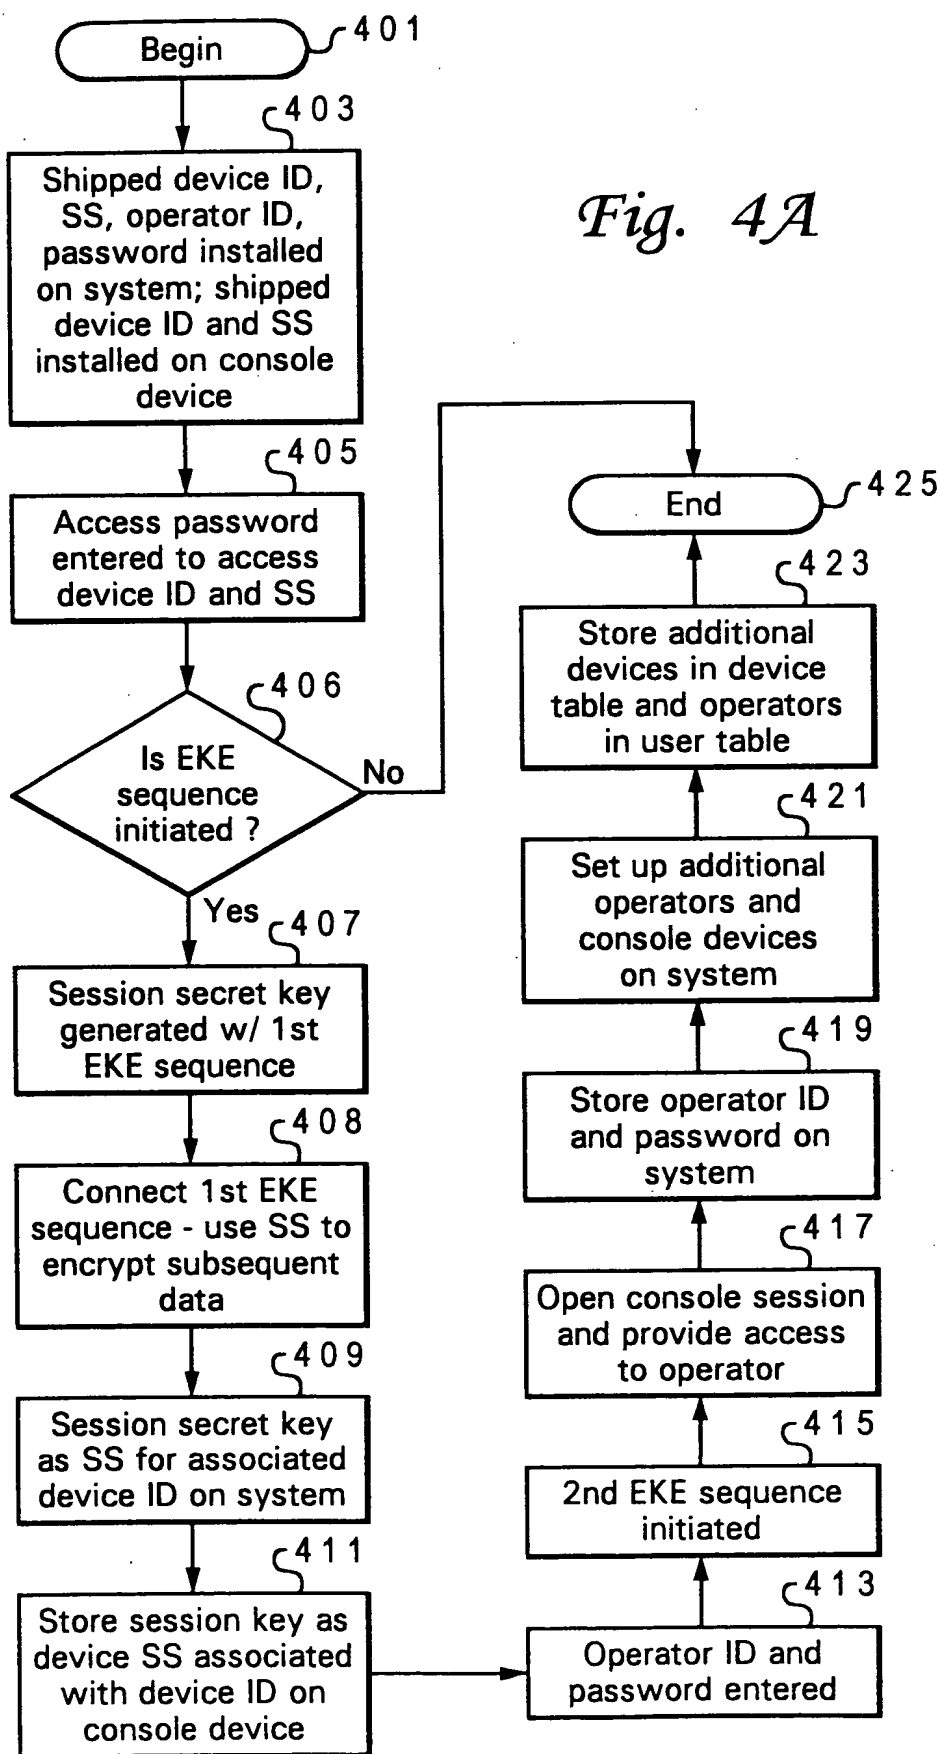 Begin
401
403
Shipped device ID,
SS, operator ID,
password installed
on system; shipped
device ID and SS
installed on console
device
Fig. 4A
405
Access password
entered to access
device ID and SS
406
Is EKE
sequence
initiated ?
No
Yes
407
Session secret key
generated w/ 1st
EKE sequence
408
Connect 1st EKE
sequence - use SS to
encrypt subsequent
data
409
Session secret key
as SS for associated
device ID on system
411
Store session key as
device SS associated
with device ID on
console device
413
Operator ID and
password entered
415
2nd EKE sequence
initiated
417
Open console session
and provide access
to operator
419
Store operator ID
and password on
system
421
Set up additional
operators and
console devices
on system
423
Store additional
devices in device
table and operators
in user table
End
425